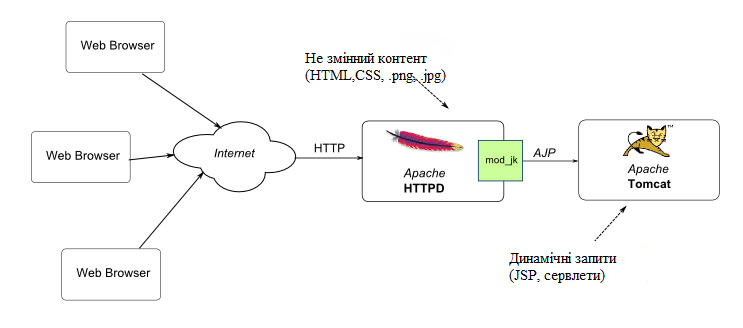 Web Browser
Не змінний контент
(HTML,CSS, .png, .jpg)
Web Browser
Internet
HTTP
Apache
HTTPD
mod_jk
AJP
TM
Apache
Tomcat
Web Browser
Динамічні запити
(JSP, сервлети)